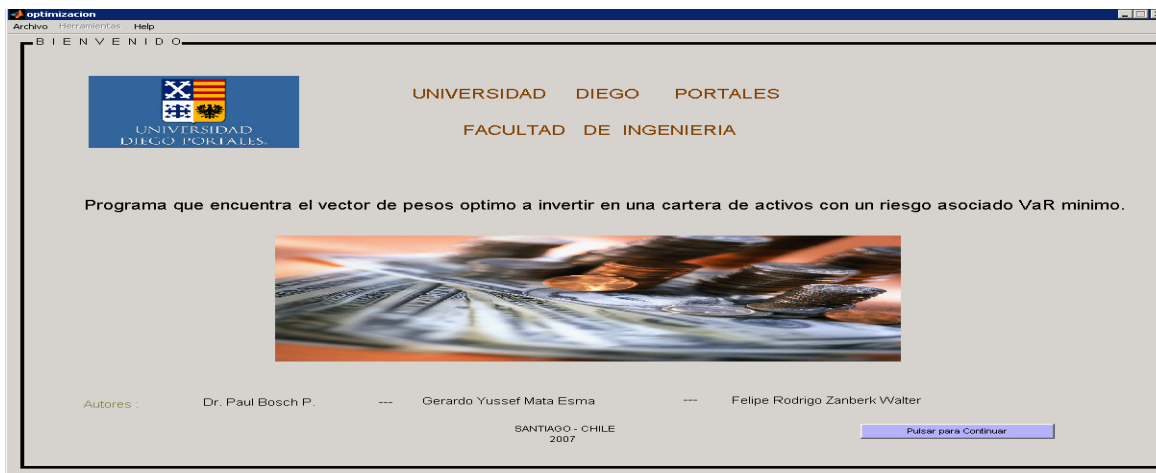 optimizacion
Archivo Herramientas Help
BIENVENIDO
UNIVERSIDAD
DIEGO PORTALES.
UNIVERSIDAD DIEGO PORTALES
FACULTAD DE INGENIERIA
Programa que encuentra el vector de pesos optimo a invertir en una cartera de activos con un riesgo asociado VaR minimo.
Autores : Dr. Paul Bosch P. --- Gerardo Yussef Mata Esma --- Felipe Rodrigo Zanberk Walter
SANTIAGO - CHILE
2007
Pulsar para Continuar